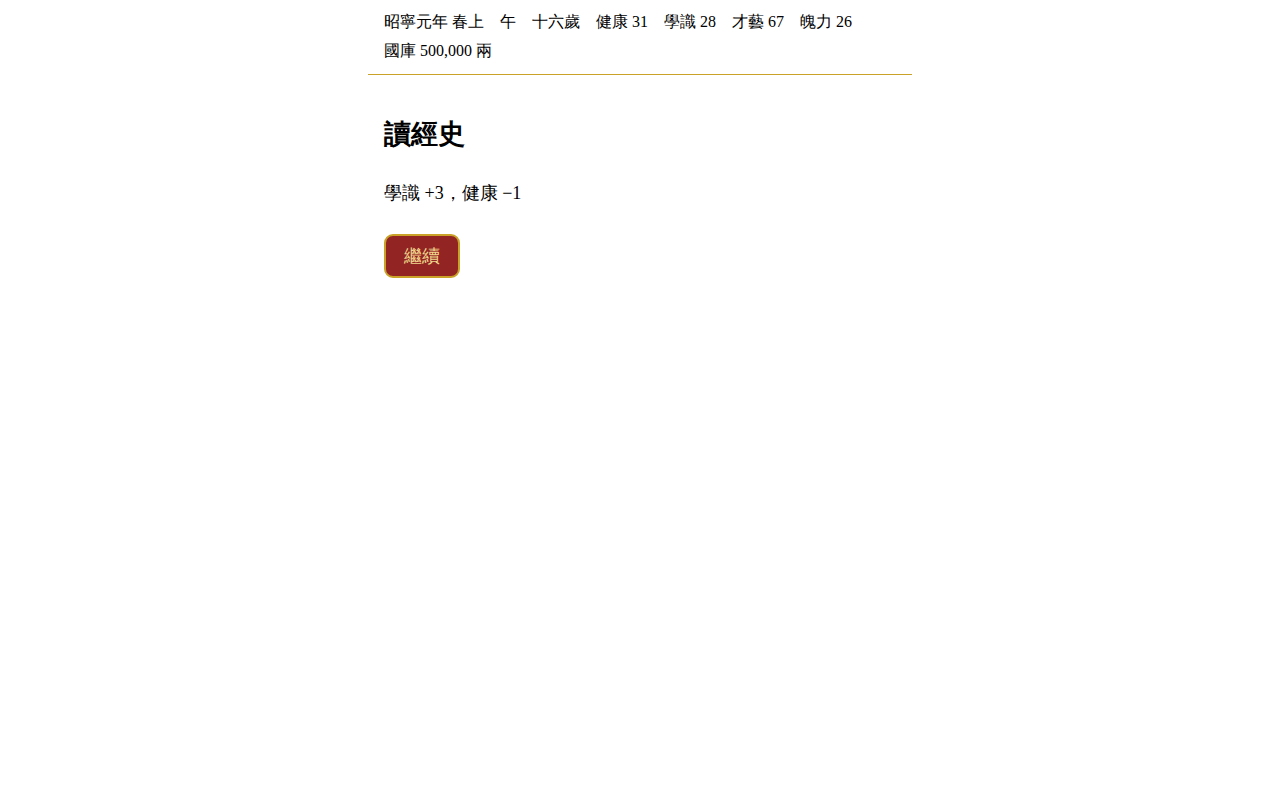 昭寧元年 春上　午　十六歲　健康 31　學識 28　才藝 67　魄力 26
國庫 500,000 兩
讀經史
學識 +3，健康 −1
繼續